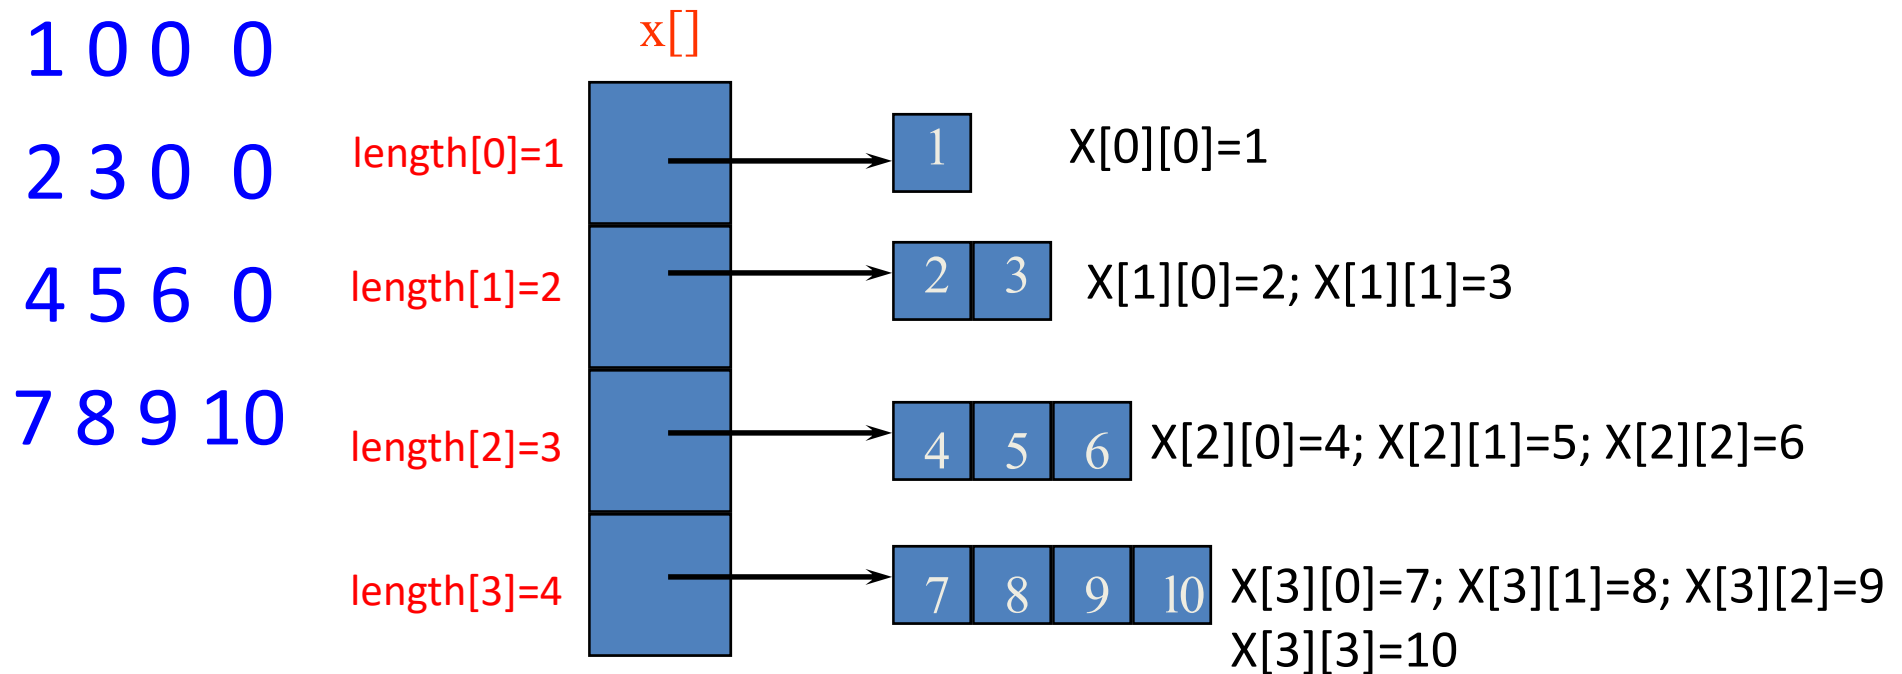 1 0 0 0
2 3 0 0
4 5 6 0
7 8 9 10
x[]
length[0]=1
1
X[0][0]=1
length[1]=2
2 3
X[1][0]=2; X[1][1]=3
length[2]=3
4 5 6
X[2][0]=4; X[2][1]=5; X[2][2]=6
length[3]=4
7 8 9 10
X[3][0]=7; X[3][1]=8; X[3][2]=9
X[3][3]=10